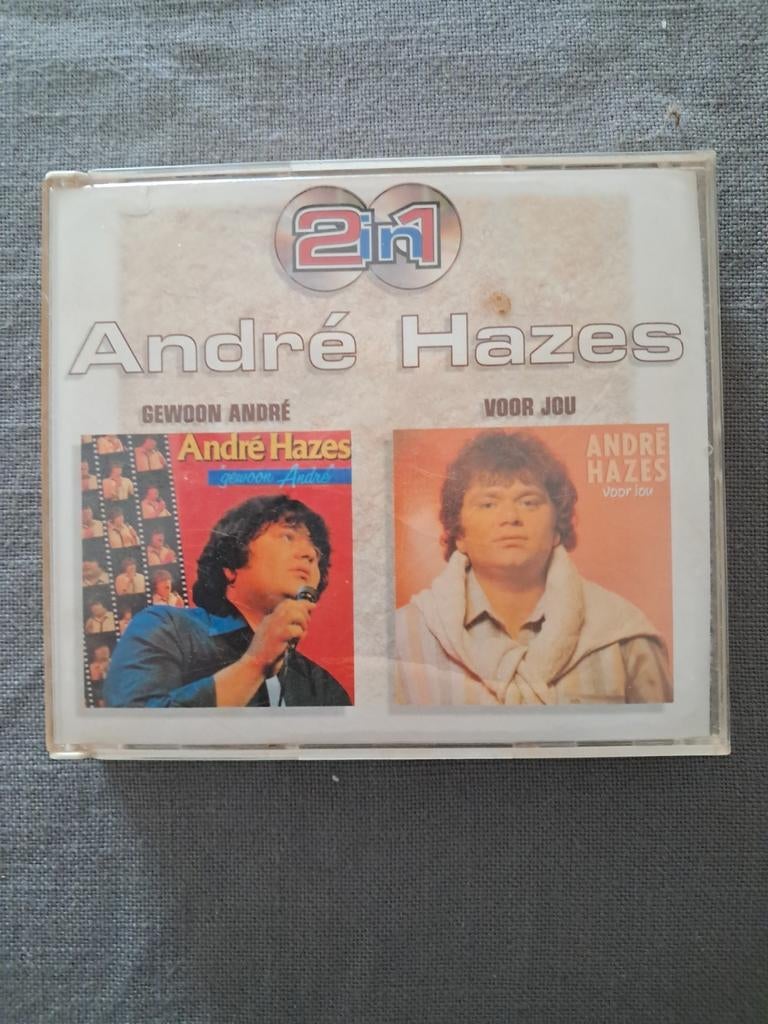 2in1
André Hazes
GEWOON ANDRÉ
VOOR JOU
André Hazes
gewoon André
ANDRÉ
HAZES
voor jou